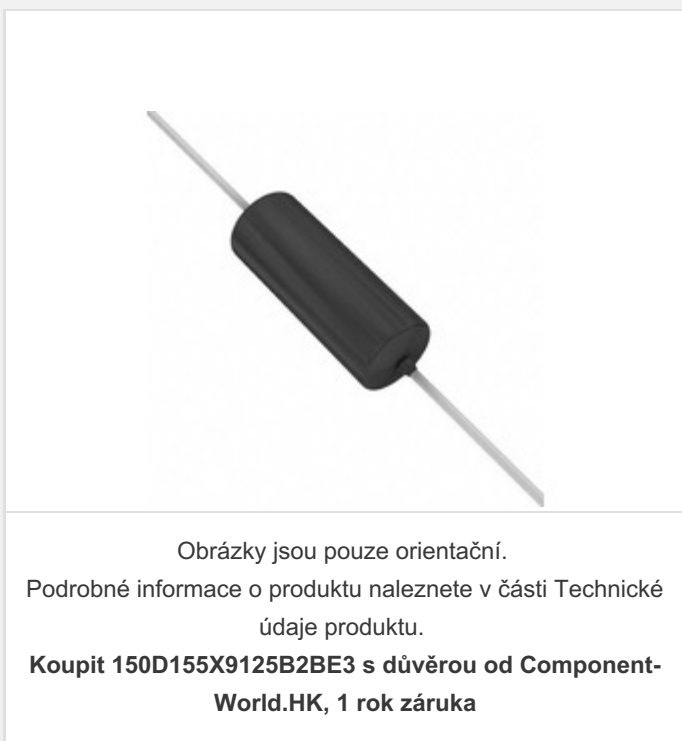 Obrázky jsou pouze orientační.
Podrobné informace o produktu naleznete v části Technické
údaje produktu.
Koupit 150D155X9125B2BE3 s důvěrou od Component-
World.HK, 1 rok záruka